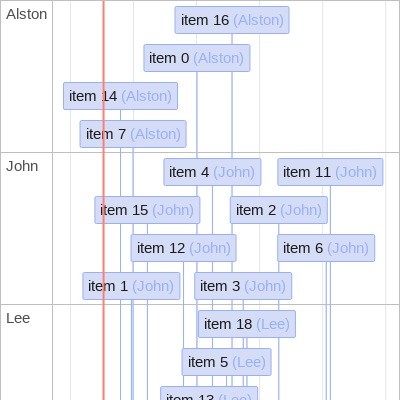 Alston
item 16 (Alston)
item 0 (Alston)
item 14 (Alston)
item 7 (Alston)
John
item 4 (John)
item 11 (John)
item 15 (John)
item 2 (John)
item 12 (John)
item 6 (John)
item 1 (John)
item 3 (John)
Lee
item 18 (Lee)
item 5 (Lee)
item 13 (Lee)